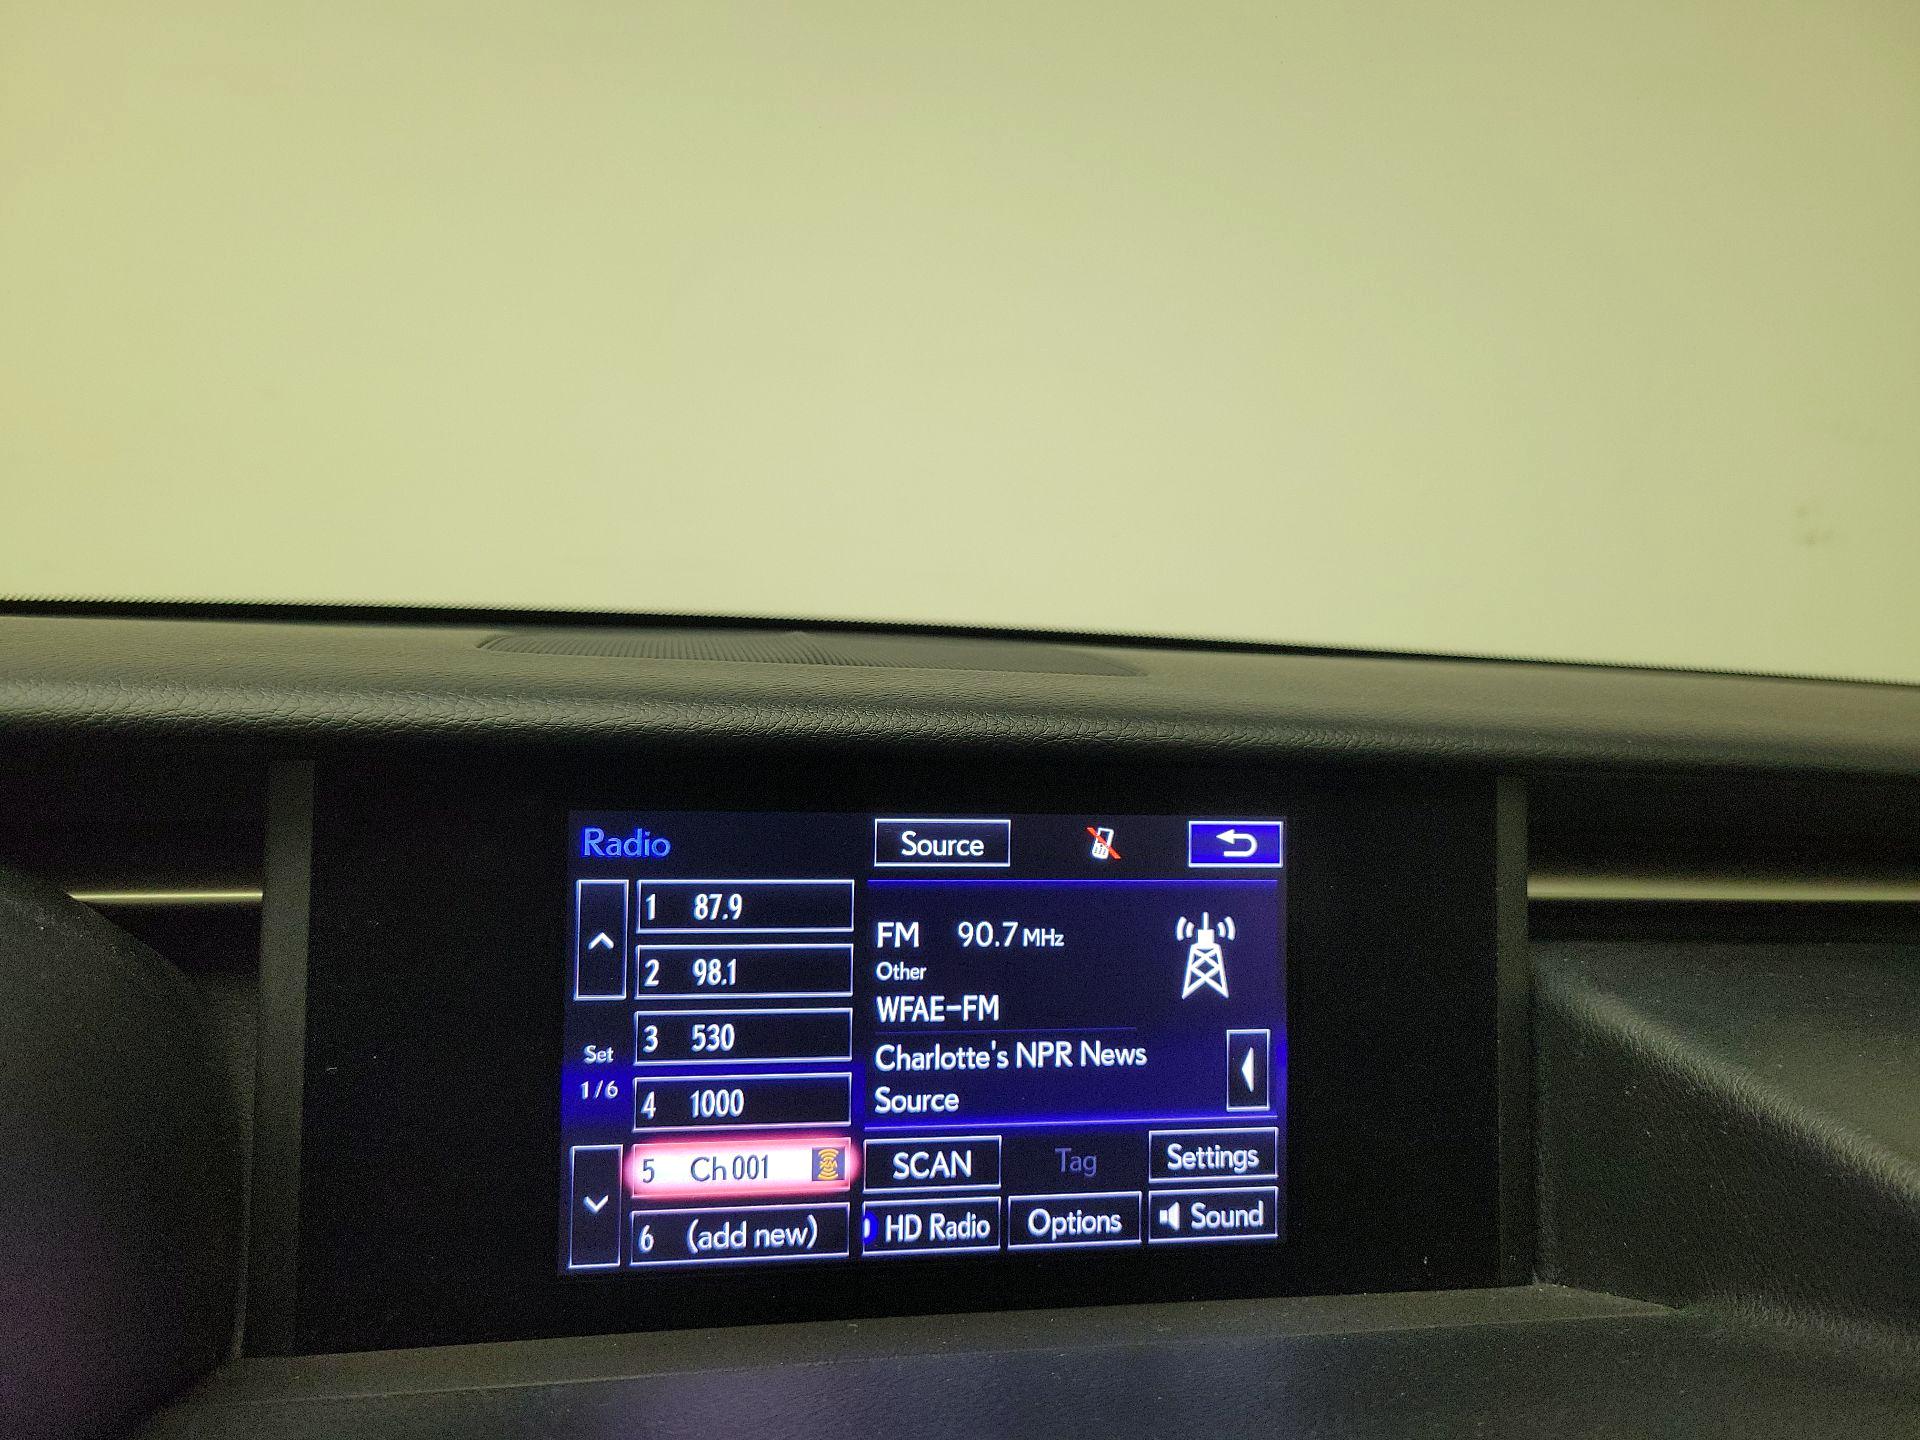 Radio
Source
1 87.9
2 98.1
3 530
4 1000
5 Ch 001 XM
6 (add new)
Set
1/6
FM 90.7 MHz
Other
WFAE-FM
Charlotte's NPR News
Source
SCAN
Tag
Settings
HD Radio
Options
Sound